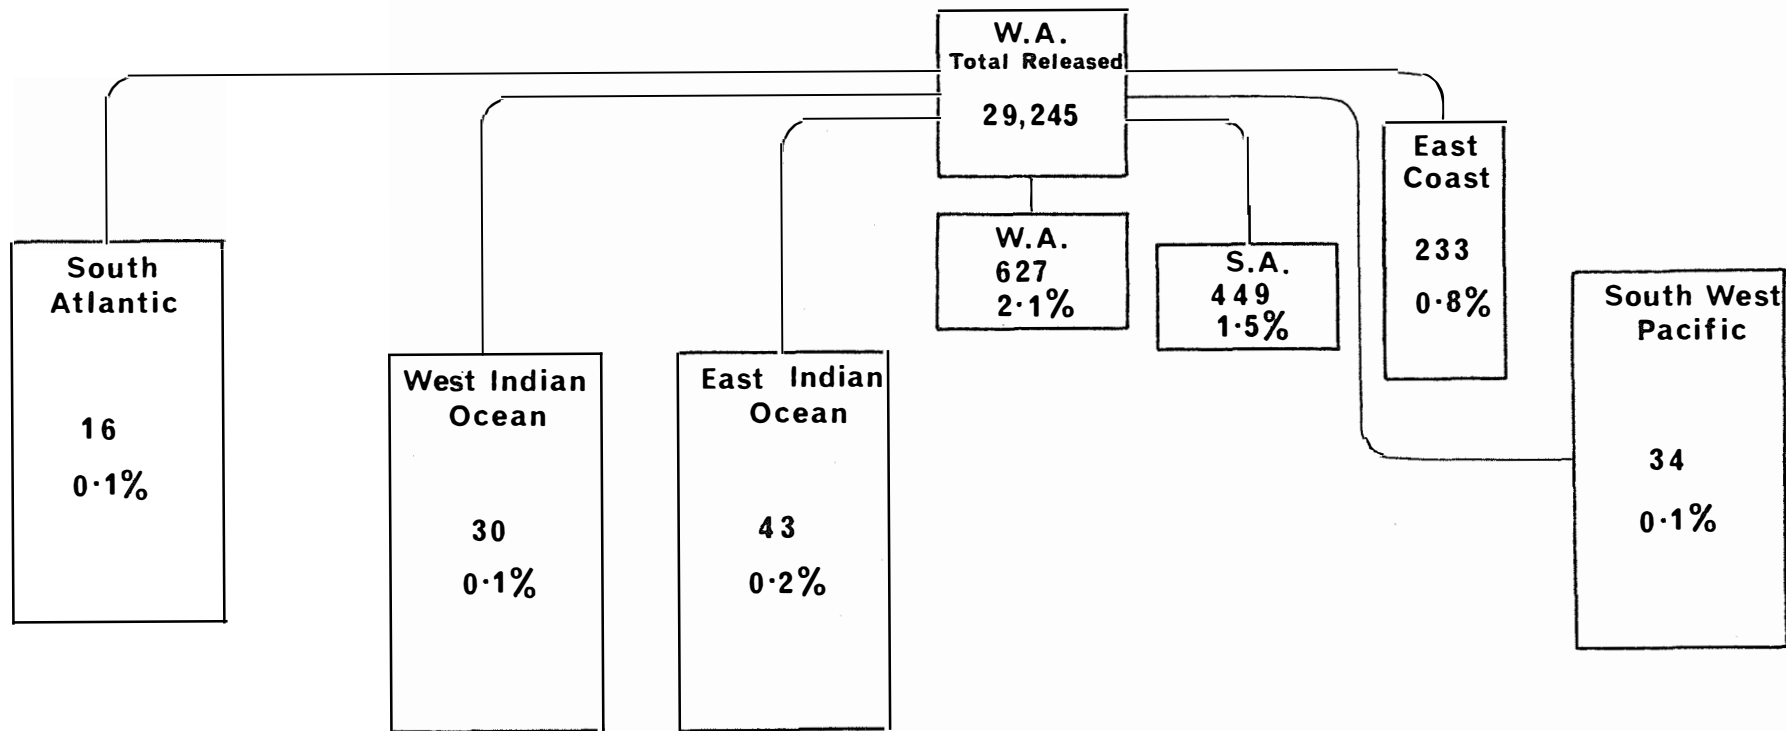 W.A.
Total Released
29,245
East
Coast
233
0·8%
W.A.
627
2·1%
S.A.
449
1·5%
South
Atlantic
16
0·1%
South West
Pacific
34
0·1%
West Indian
Ocean
30
0·1%
East Indian
Ocean
43
0·2%